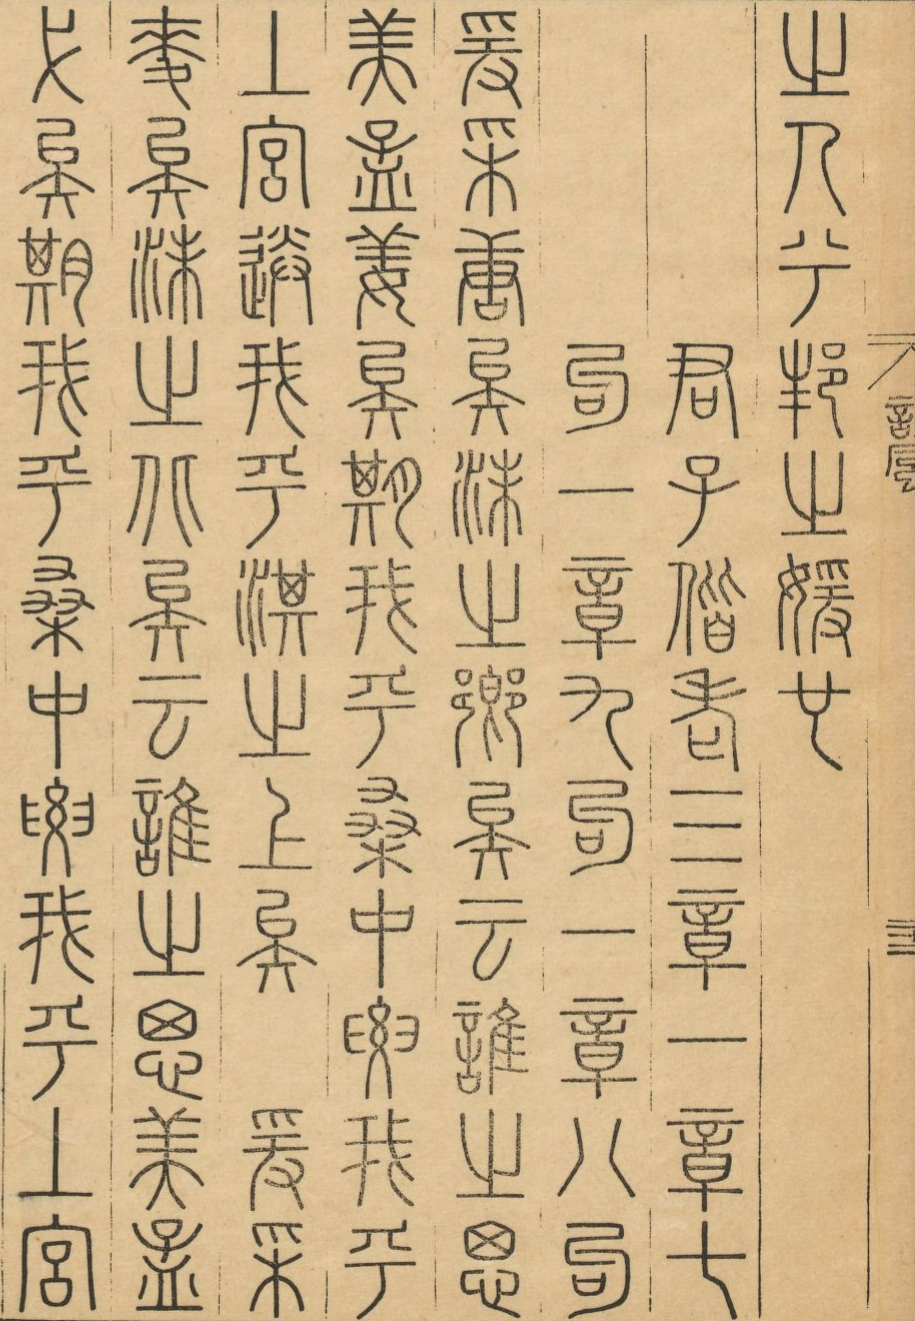 之人兮邦之媛也
君子偕老三章一章七
句一章九句一章八句
爰采唐矣沬之鄉矣云誰之思
美孟姜矣期我乎桑中要我乎
上宮送我乎淇之上矣　爰采
麥矣沬之北矣云誰之思美孟
弋矣期我乎桑中要我乎上宮